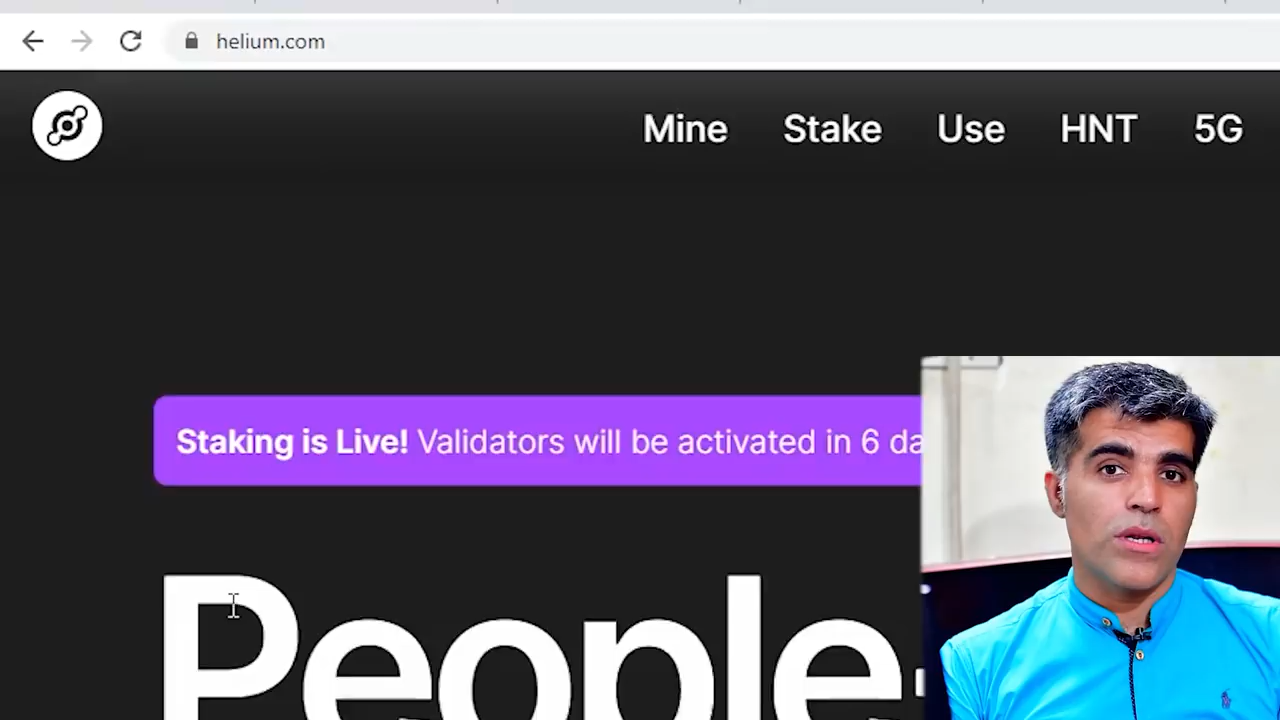 helium.com
Mine Stake Use HNT 5G
Staking is Live! Validators will be activated in 6
People